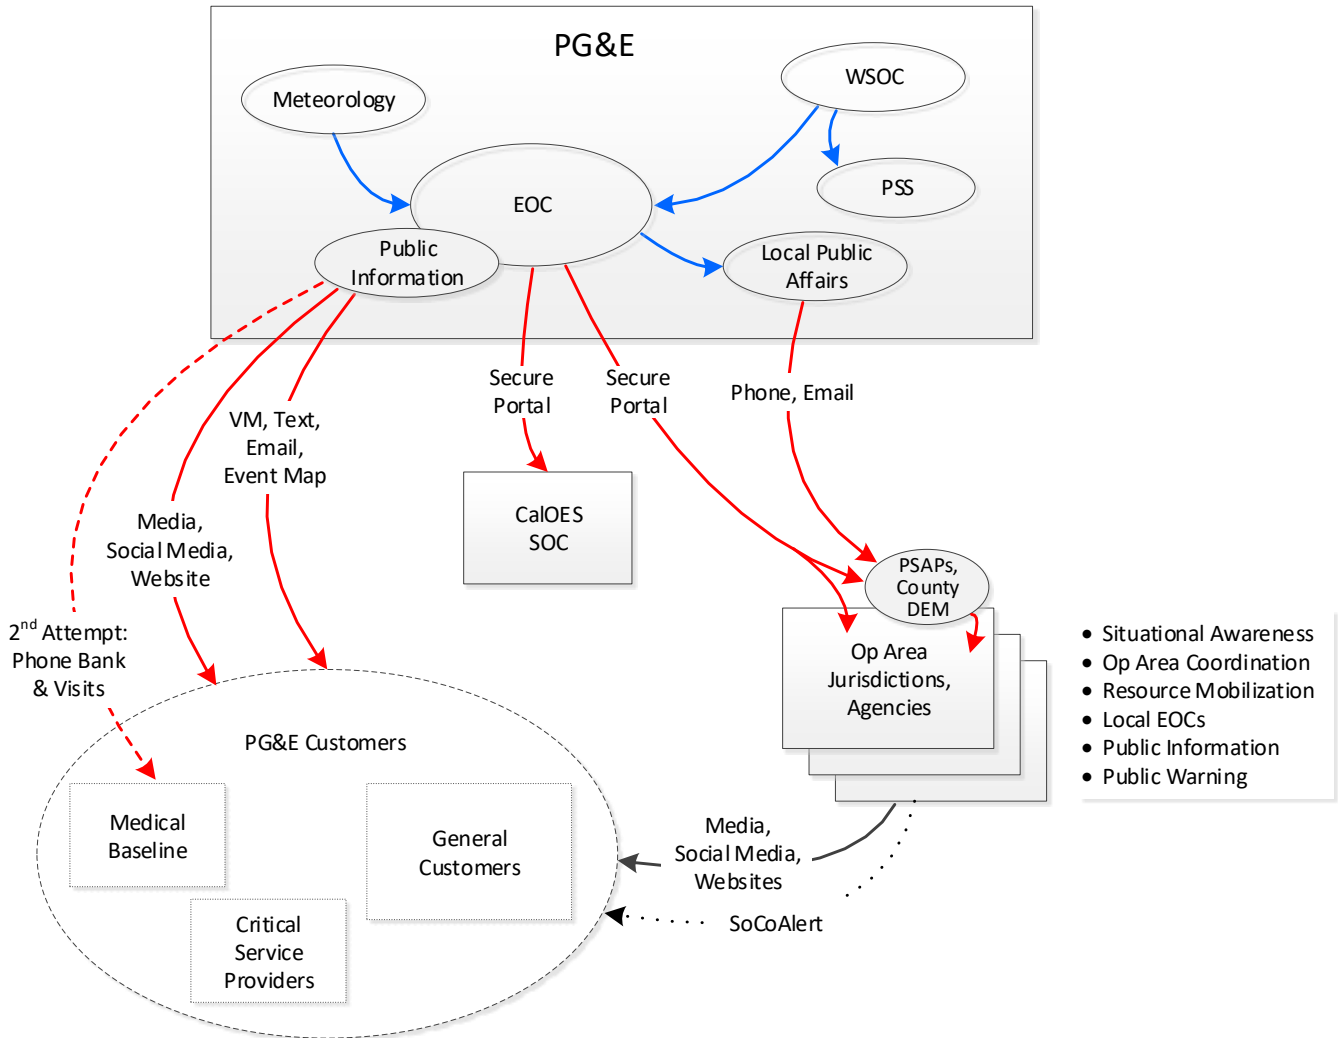 PG&E
Meteorology
WSOC
PSS
EOC
Public
Information
Local Public
Affairs
Secure
Portal
Secure
Portal
Phone, Email
VM, Text,
Email,
Event Map
Media,
Social Media,
Website
2nd Attempt:
Phone Bank
& Visits
CalOES
SOC
PSAPs,
County
DEM
Op Area
Jurisdictions,
Agencies
• Situational Awareness
• Op Area Coordination
• Resource Mobilization
• Local EOCs
• Public Information
• Public Warning
PG&E Customers
Medical
Baseline
General
Customers
Critical
Service
Providers
Media,
Social Media,
Websites
SoCoAlert